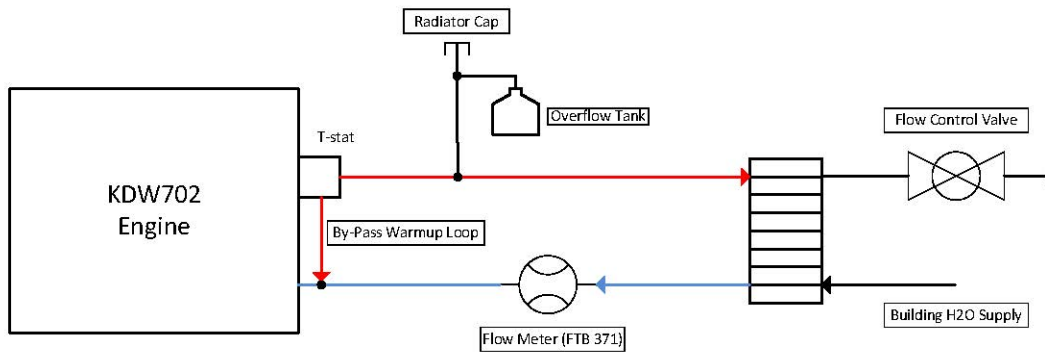 Radiator Cap
Overflow Tank
Flow Control Valve
T-stat
KDW702
Engine
By-Pass Warmup Loop
Building H2O Supply
Flow Meter (FTB 371)